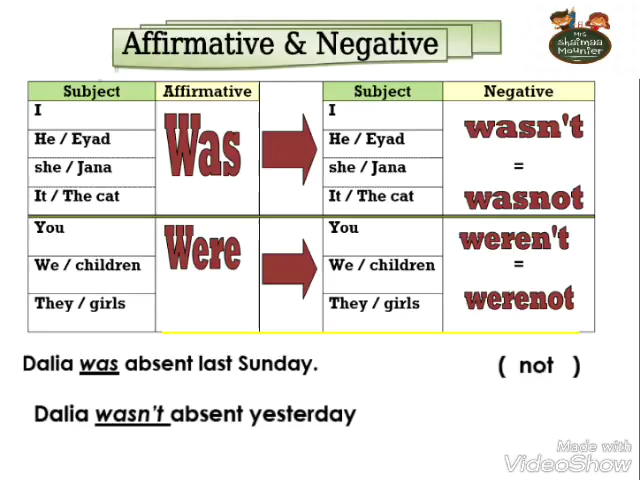 Affirmative & Negative
Mrs
Shaimaa
Mounier
Subject Affirmative Subject Negative
I Was I wasn't
He / Eyad He / Eyad
she / Jana she / Jana =
It / The cat It / The cat wasnot
You Were You weren't
We / children We / children =
They / girls They / girls werenot
Dalia was absent last Sunday. ( not )
Dalia wasn't absent yesterday
Made with
VideoShow